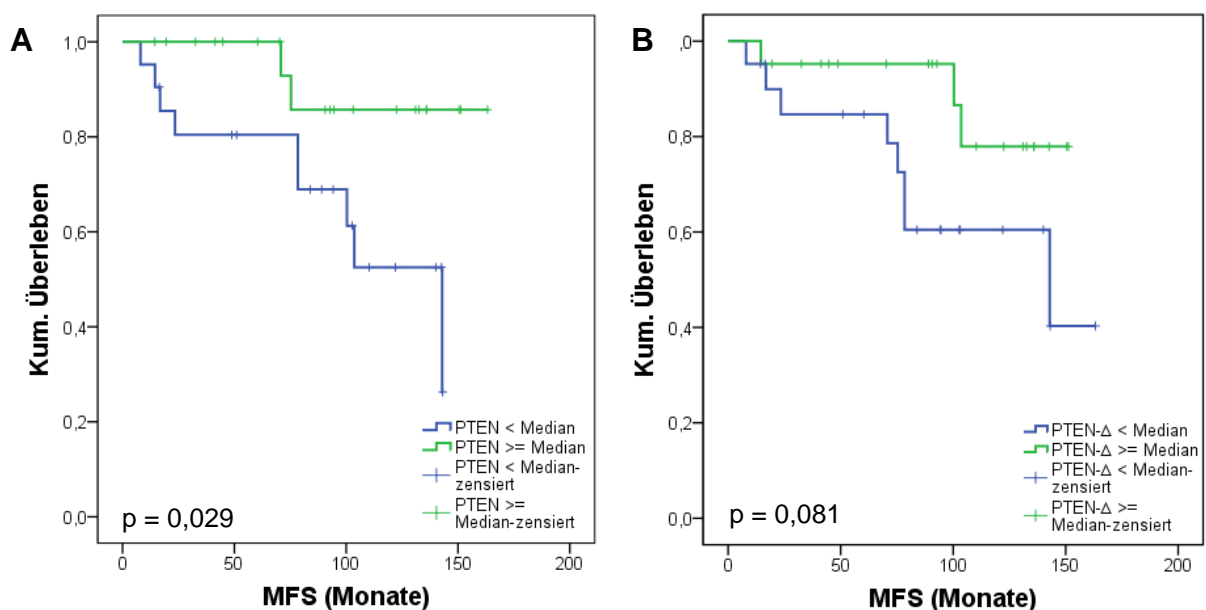 A
Kum. Überleben
1,0
0,8
0,6
0,4
0,2
0,0
PTEN < Median
PTEN >= Median
PTEN < Median-
zensiert
PTEN >=
Median-zensiert
p = 0,029
0
50
100
150
200
MFS (Monate)
B
Kum. Überleben
,0
0,8
0,6
0,4
0,2
0,0
PTEN-Δ < Median
PTEN-Δ >= Median
PTEN-Δ < Median-
zensiert
PTEN-Δ >=
Median-zensiert
p = 0,081
0
50
100
150
200
MFS (Monate)